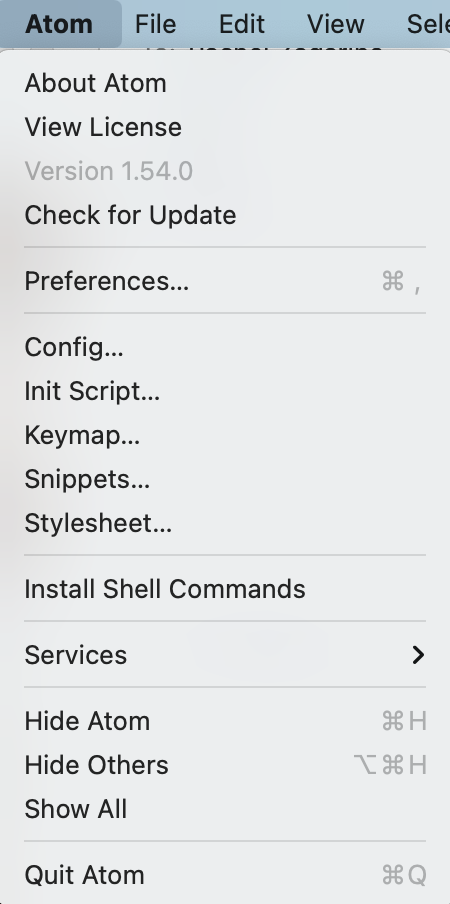 Atom File Edit View Sele
About Atom
View License
Version 1.54.0
Check for Update
Preferences... ⌘ ,
Config...
Init Script...
Keymap...
Snippets...
Stylesheet...
Install Shell Commands
Services
Hide Atom ⌘H
Hide Others ⌥⌘H
Show All
Quit Atom ⌘Q